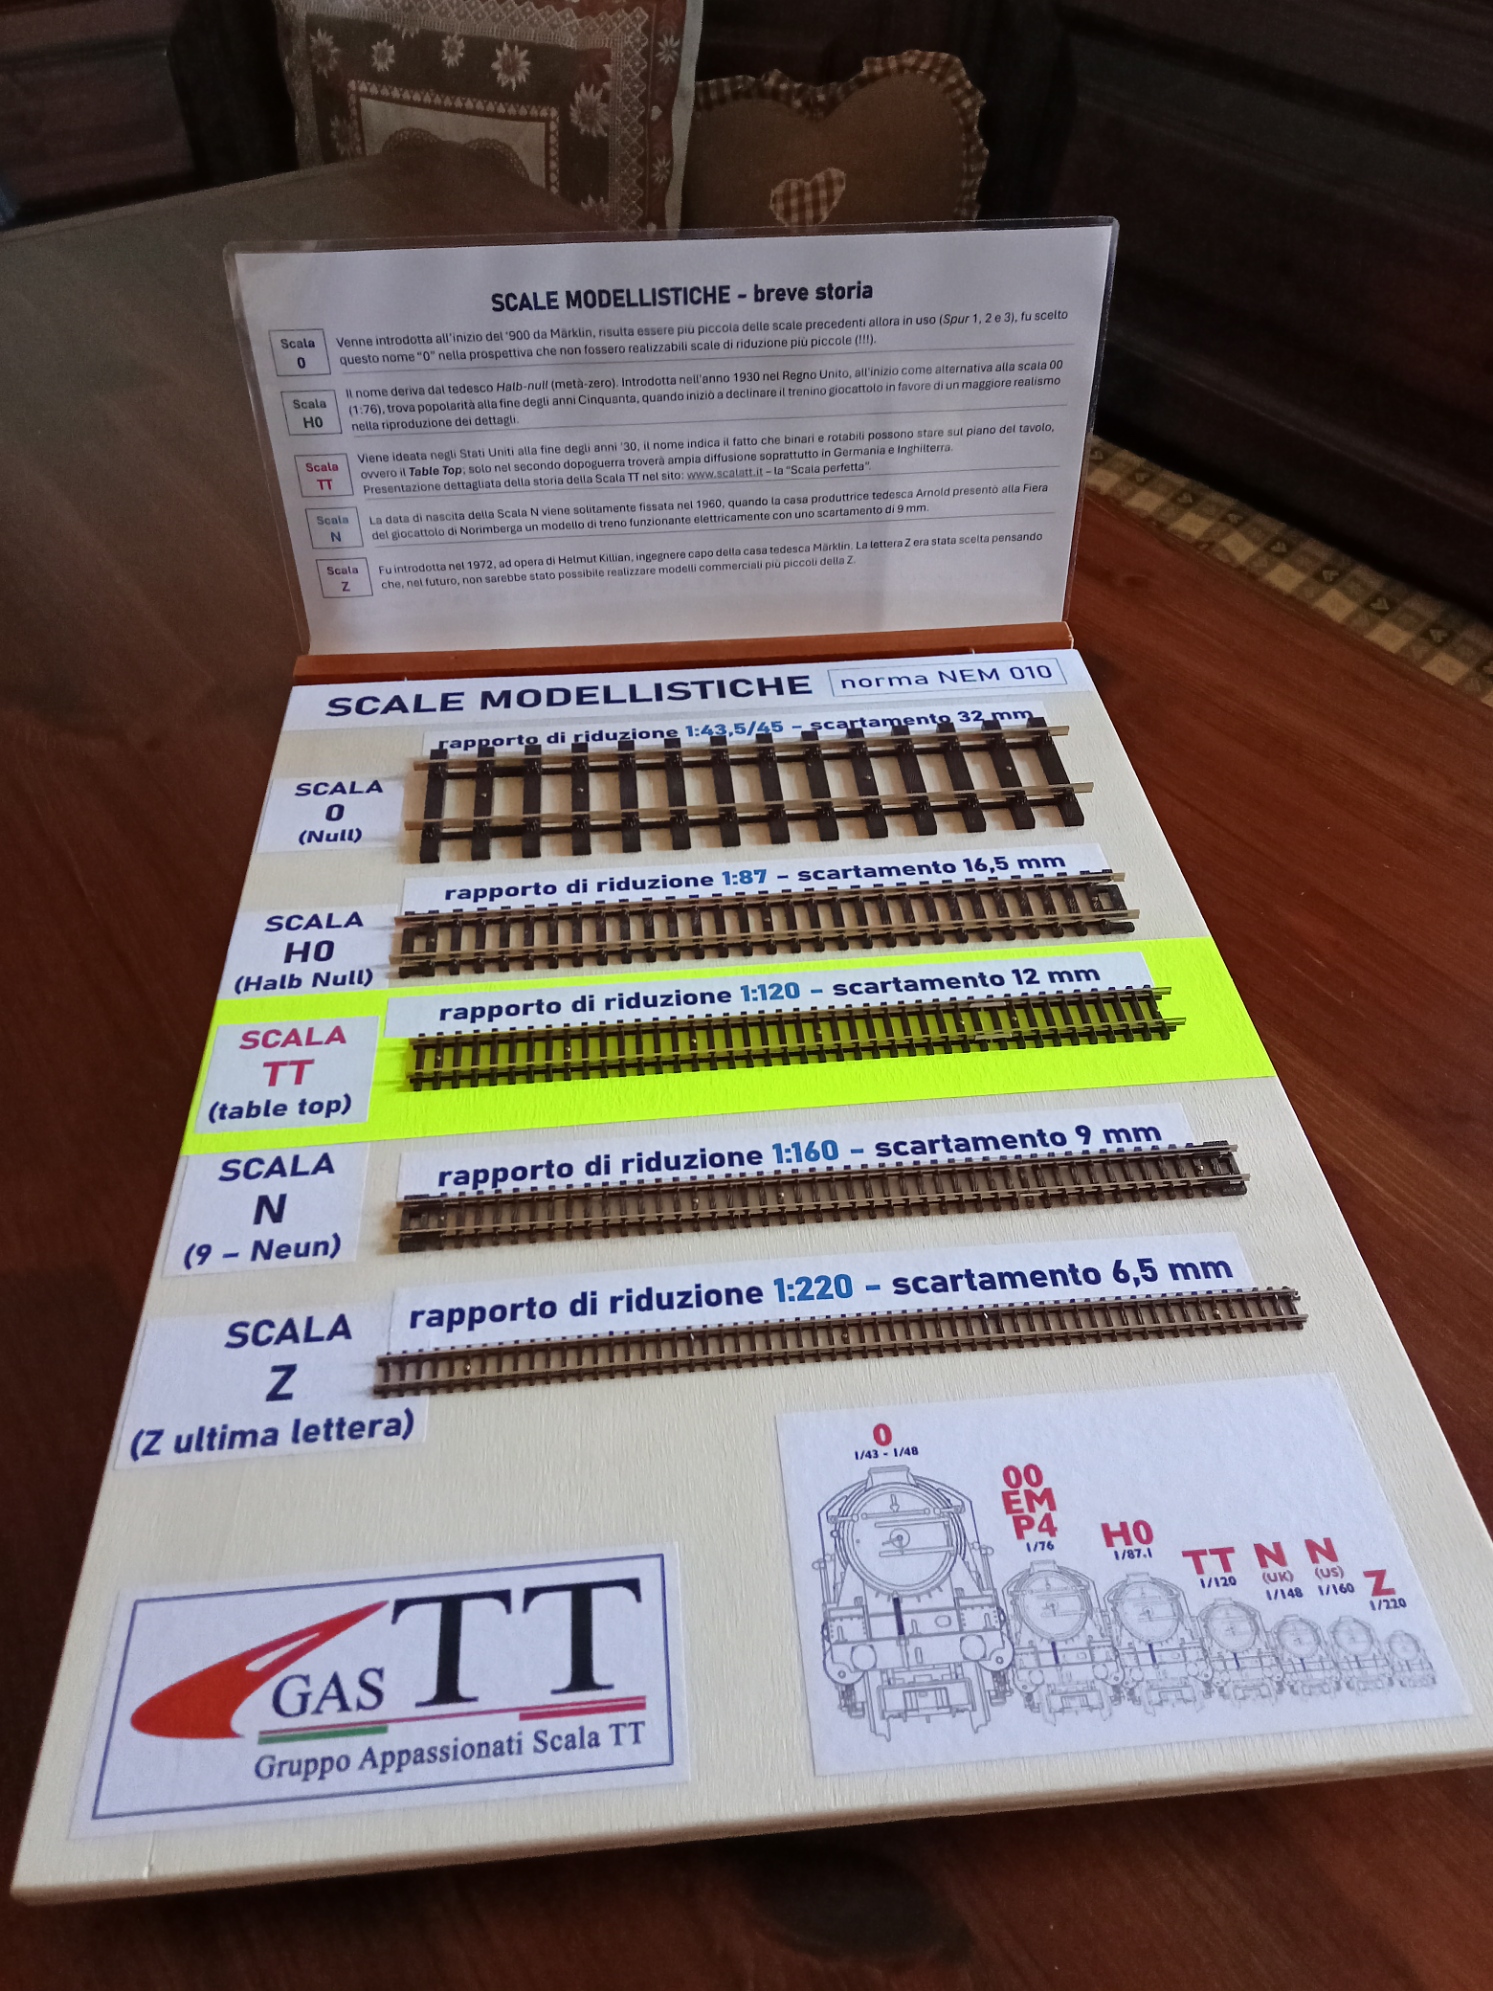 SCALE MODELLISTICHE – breve storia
Scala
0
Venne introdotta all'inizio del '900 da Märklin, risulta essere più piccola delle scale precedenti allora in uso (Spur 1, 2 e 3), fu scelto
questo nome "0" nella prospettiva che non fossero realizzabili scale di riduzione più piccole (!!!).
Scala
H0
Il nome deriva dal tedesco Halb-null (metà-zero). Introdotta nell'anno 1930 nel Regno Unito, all'inizio come alternativa alla scala 00
(1:76), trova popolarità alla fine degli anni Cinquanta, quando iniziò a declinare il trenino giocattolo in favore di un maggiore realismo
nella riproduzione dei dettagli.
Scala
TT
Viene ideata negli Stati Uniti alla fine degli anni '30, il nome indica il fatto che binari e rotabili possono stare sul piano del tavolo,
ovvero il Table Top; solo nel secondo dopoguerra troverà ampia diffusione soprattutto in Germania e Inghilterra.
Presentazione dettagliata della storia della Scala TT nel sito: www.scalatt.it – la "Scala perfetta".
Scala
N
La data di nascita della Scala N viene solitamente fissata nel 1960, quando la casa produttrice tedesca Arnold presentò alla Fiera
del giocattolo di Norimberga un modello di treno funzionante elettricamente con uno scartamento di 9 mm.
Scala
Z
Fu introdotta nel 1972, ad opera di Helmut Killian, ingegnere capo della casa tedesca Märklin. La lettera Z era stata scelta pensando
che, nel futuro, non sarebbe stato possibile realizzare modelli commerciali più piccoli della Z.
SCALE MODELLISTICHE norma NEM 010
rapporto di riduzione 1:43,5/45 – scartamento 32 mm
SCALA
0
(Null)
rapporto di riduzione 1:87 – scartamento 16,5 mm
SCALA
H0
(Halb Null)
rapporto di riduzione 1:120 – scartamento 12 mm
SCALA
TT
(table top)
rapporto di riduzione 1:160 – scartamento 9 mm
SCALA
N
(9 – Neun)
rapporto di riduzione 1:220 – scartamento 6,5 mm
SCALA
Z
(Z ultima lettera)
0
1/43 - 1/48
00
EM
P4
1/76
H0
1/87.1
TT
1/120
N
(UK)
1/148
N
(US)
1/160
Z
1/220
GAS TT
Gruppo Appassionati Scala TT